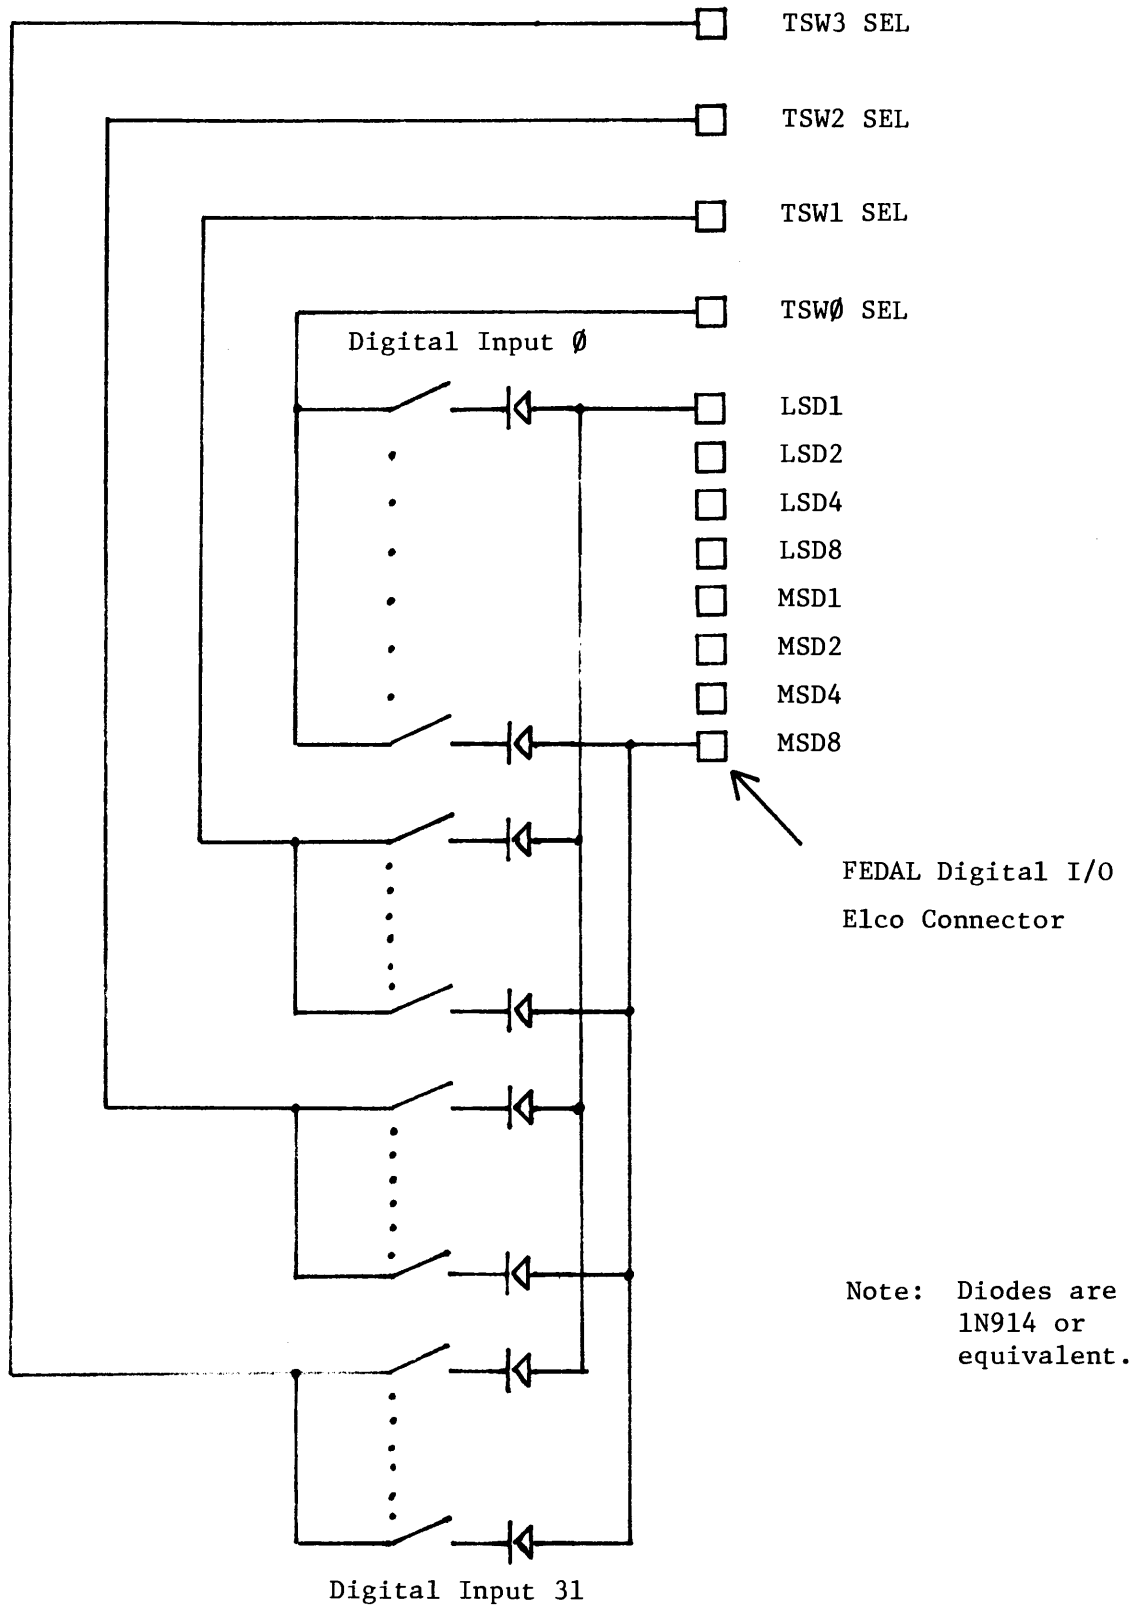 TSW3 SEL
TSW2 SEL
TSW1 SEL
TSWØ SEL
Digital Input Ø
LSD1
LSD2
LSD4
LSD8
MSD1
MSD2
MSD4
MSD8
FEDAL Digital I/O
Elco Connector
Note: Diodes are
1N914 or
equivalent.
Digital Input 31